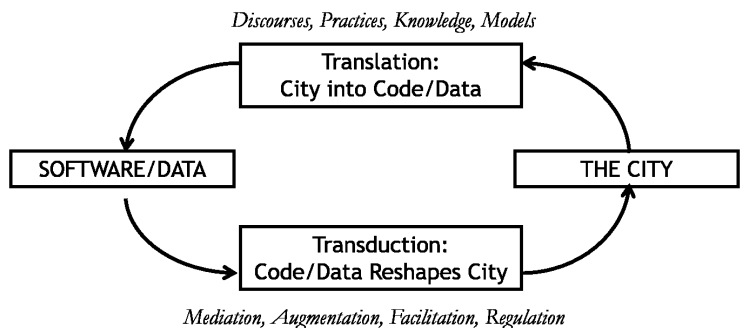 Discourses, Practices, Knowledge, Models
Translation:
City into Code/Data
SOFTWARE/DATA
THE CITY
Transduction:
Code/Data Reshapes City
Mediation, Augmentation, Facilitation, Regulation